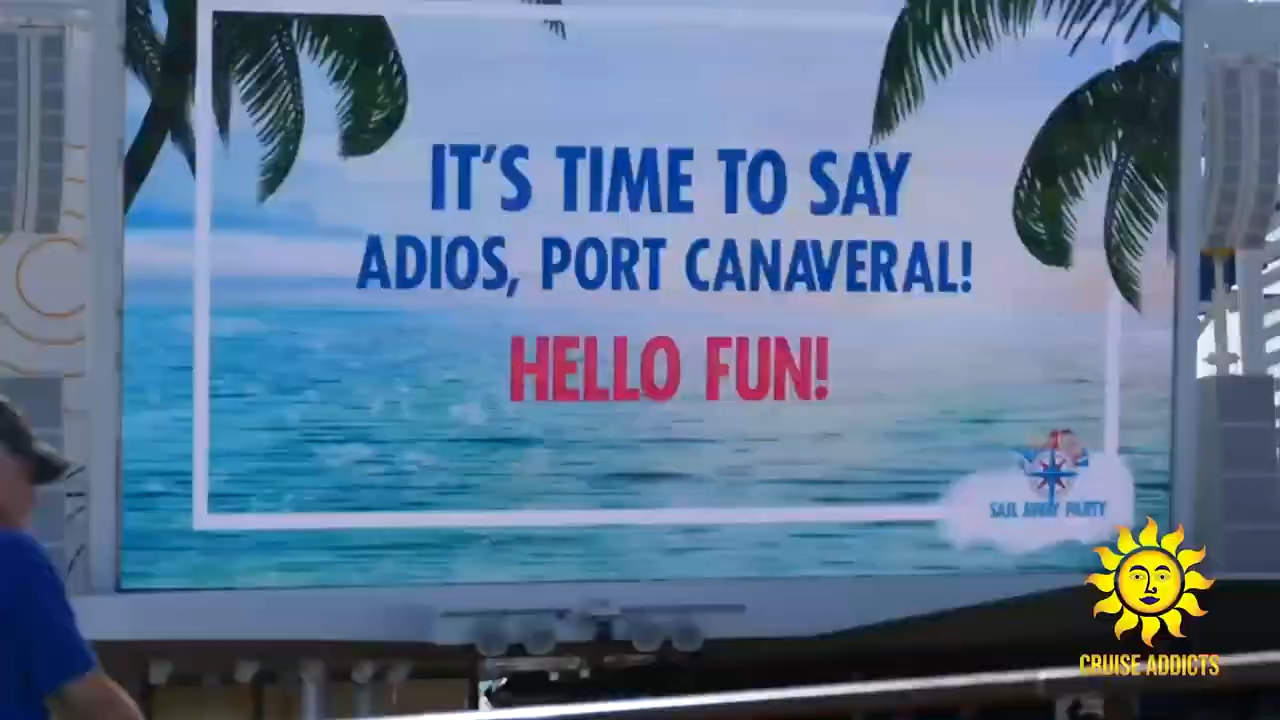 IT'S TIME TO SAY
ADIOS, PORT CANAVERAL!
HELLO FUN!
SAIL AWAY PARTY
CRUISE ADDICTS